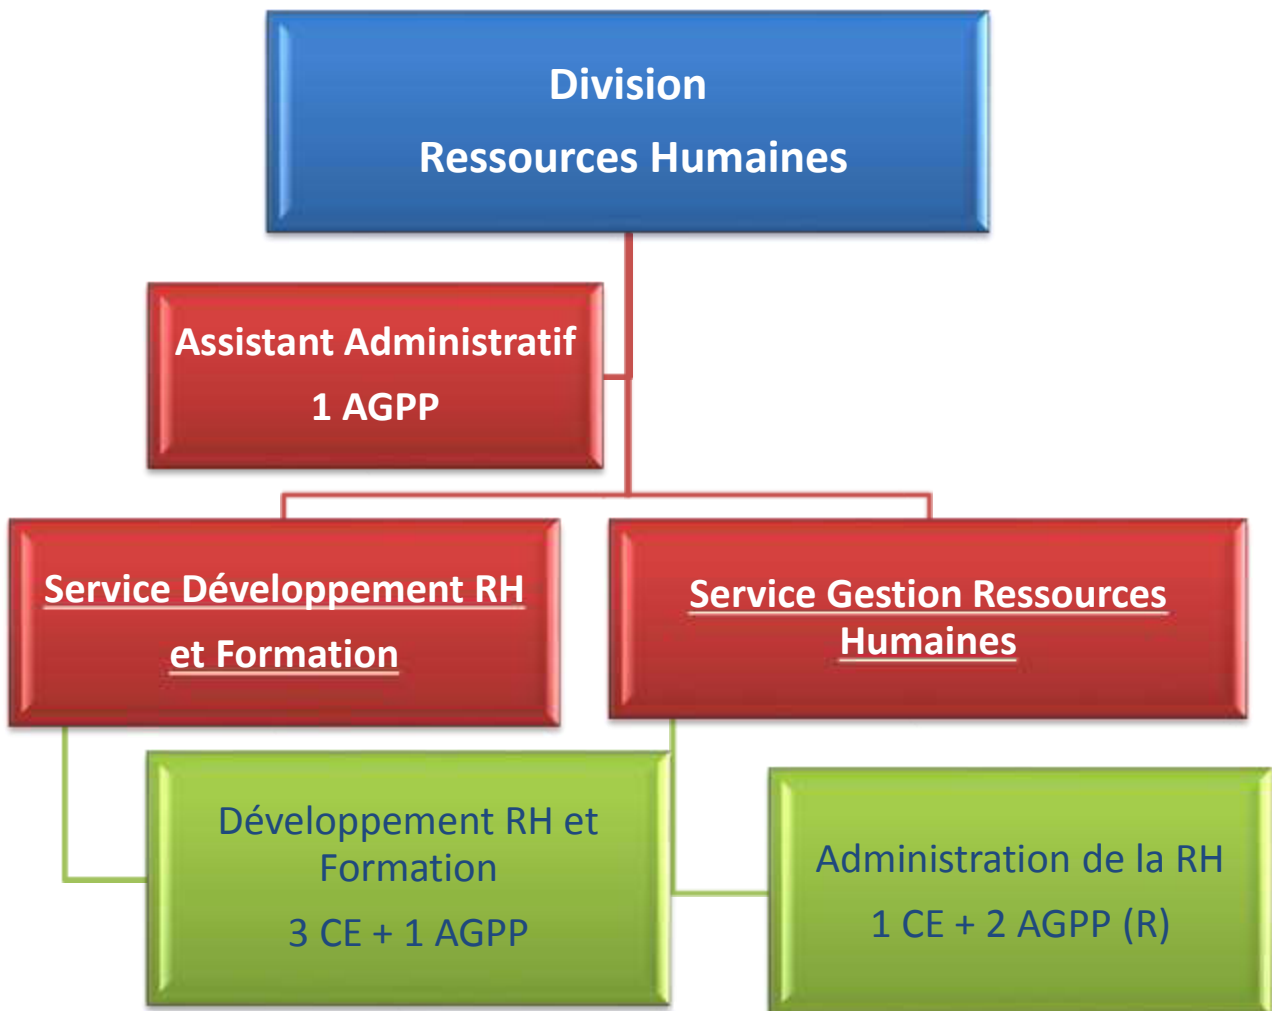 Division
Ressources Humaines
Assistant Administratif
1 AGPP
Service Développement RH
et Formation
Service Gestion Ressources
Humaines
Développement RH et
Formation
3 CE + 1 AGPP
Administration de la RH
1 CE + 2 AGPP (R)